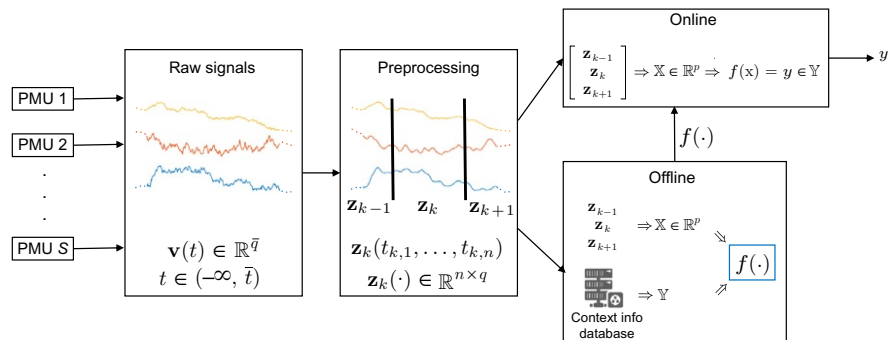 PMU 1
PMU 2
PMU S
Raw signals
v(t) ∈ ℝ^q̄
t ∈ (−∞, t̄)
Preprocessing
z_{k−1} z_k z_{k+1}
z_k(t_{k,1}, . . . , t_{k,n})
z_k(·) ∈ ℝ^{n×q}
Online
z_{k−1}
z_k
z_{k+1}
⇒ 𝕏 ∈ ℝ^p ⇒ f(x) = y ∈ 𝕐
y
f(·)
Offline
z_{k−1}
z_k
z_{k+1}
⇒ 𝕏 ∈ ℝ^p
⇒ 𝕐
f(·)
Context info
database